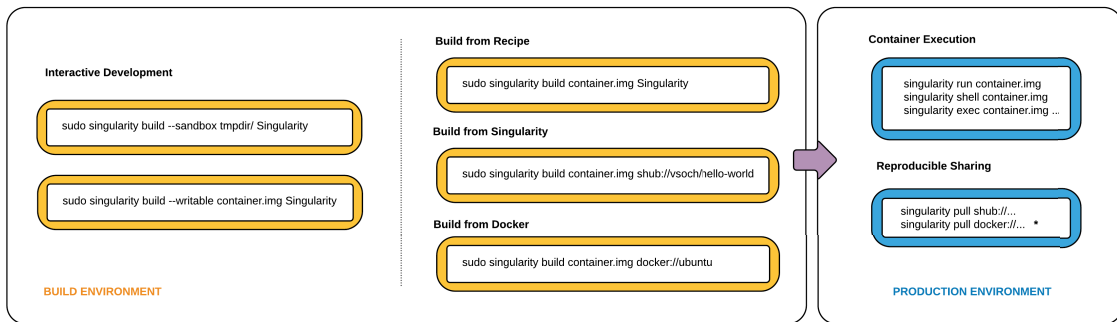 Interactive Development
sudo singularity build --sandbox tmpdir/ Singularity
sudo singularity build --writable container.img Singularity
BUILD ENVIRONMENT
Build from Recipe
sudo singularity build container.img Singularity
Build from Singularity
sudo singularity build container.img shub://vsoch/hello-world
Build from Docker
sudo singularity build container.img docker://ubuntu
Container Execution
singularity run container.img
singularity shell container.img
singularity exec container.img ...
Reproducible Sharing
singularity pull shub://...
singularity pull docker://... *
PRODUCTION ENVIRONMENT